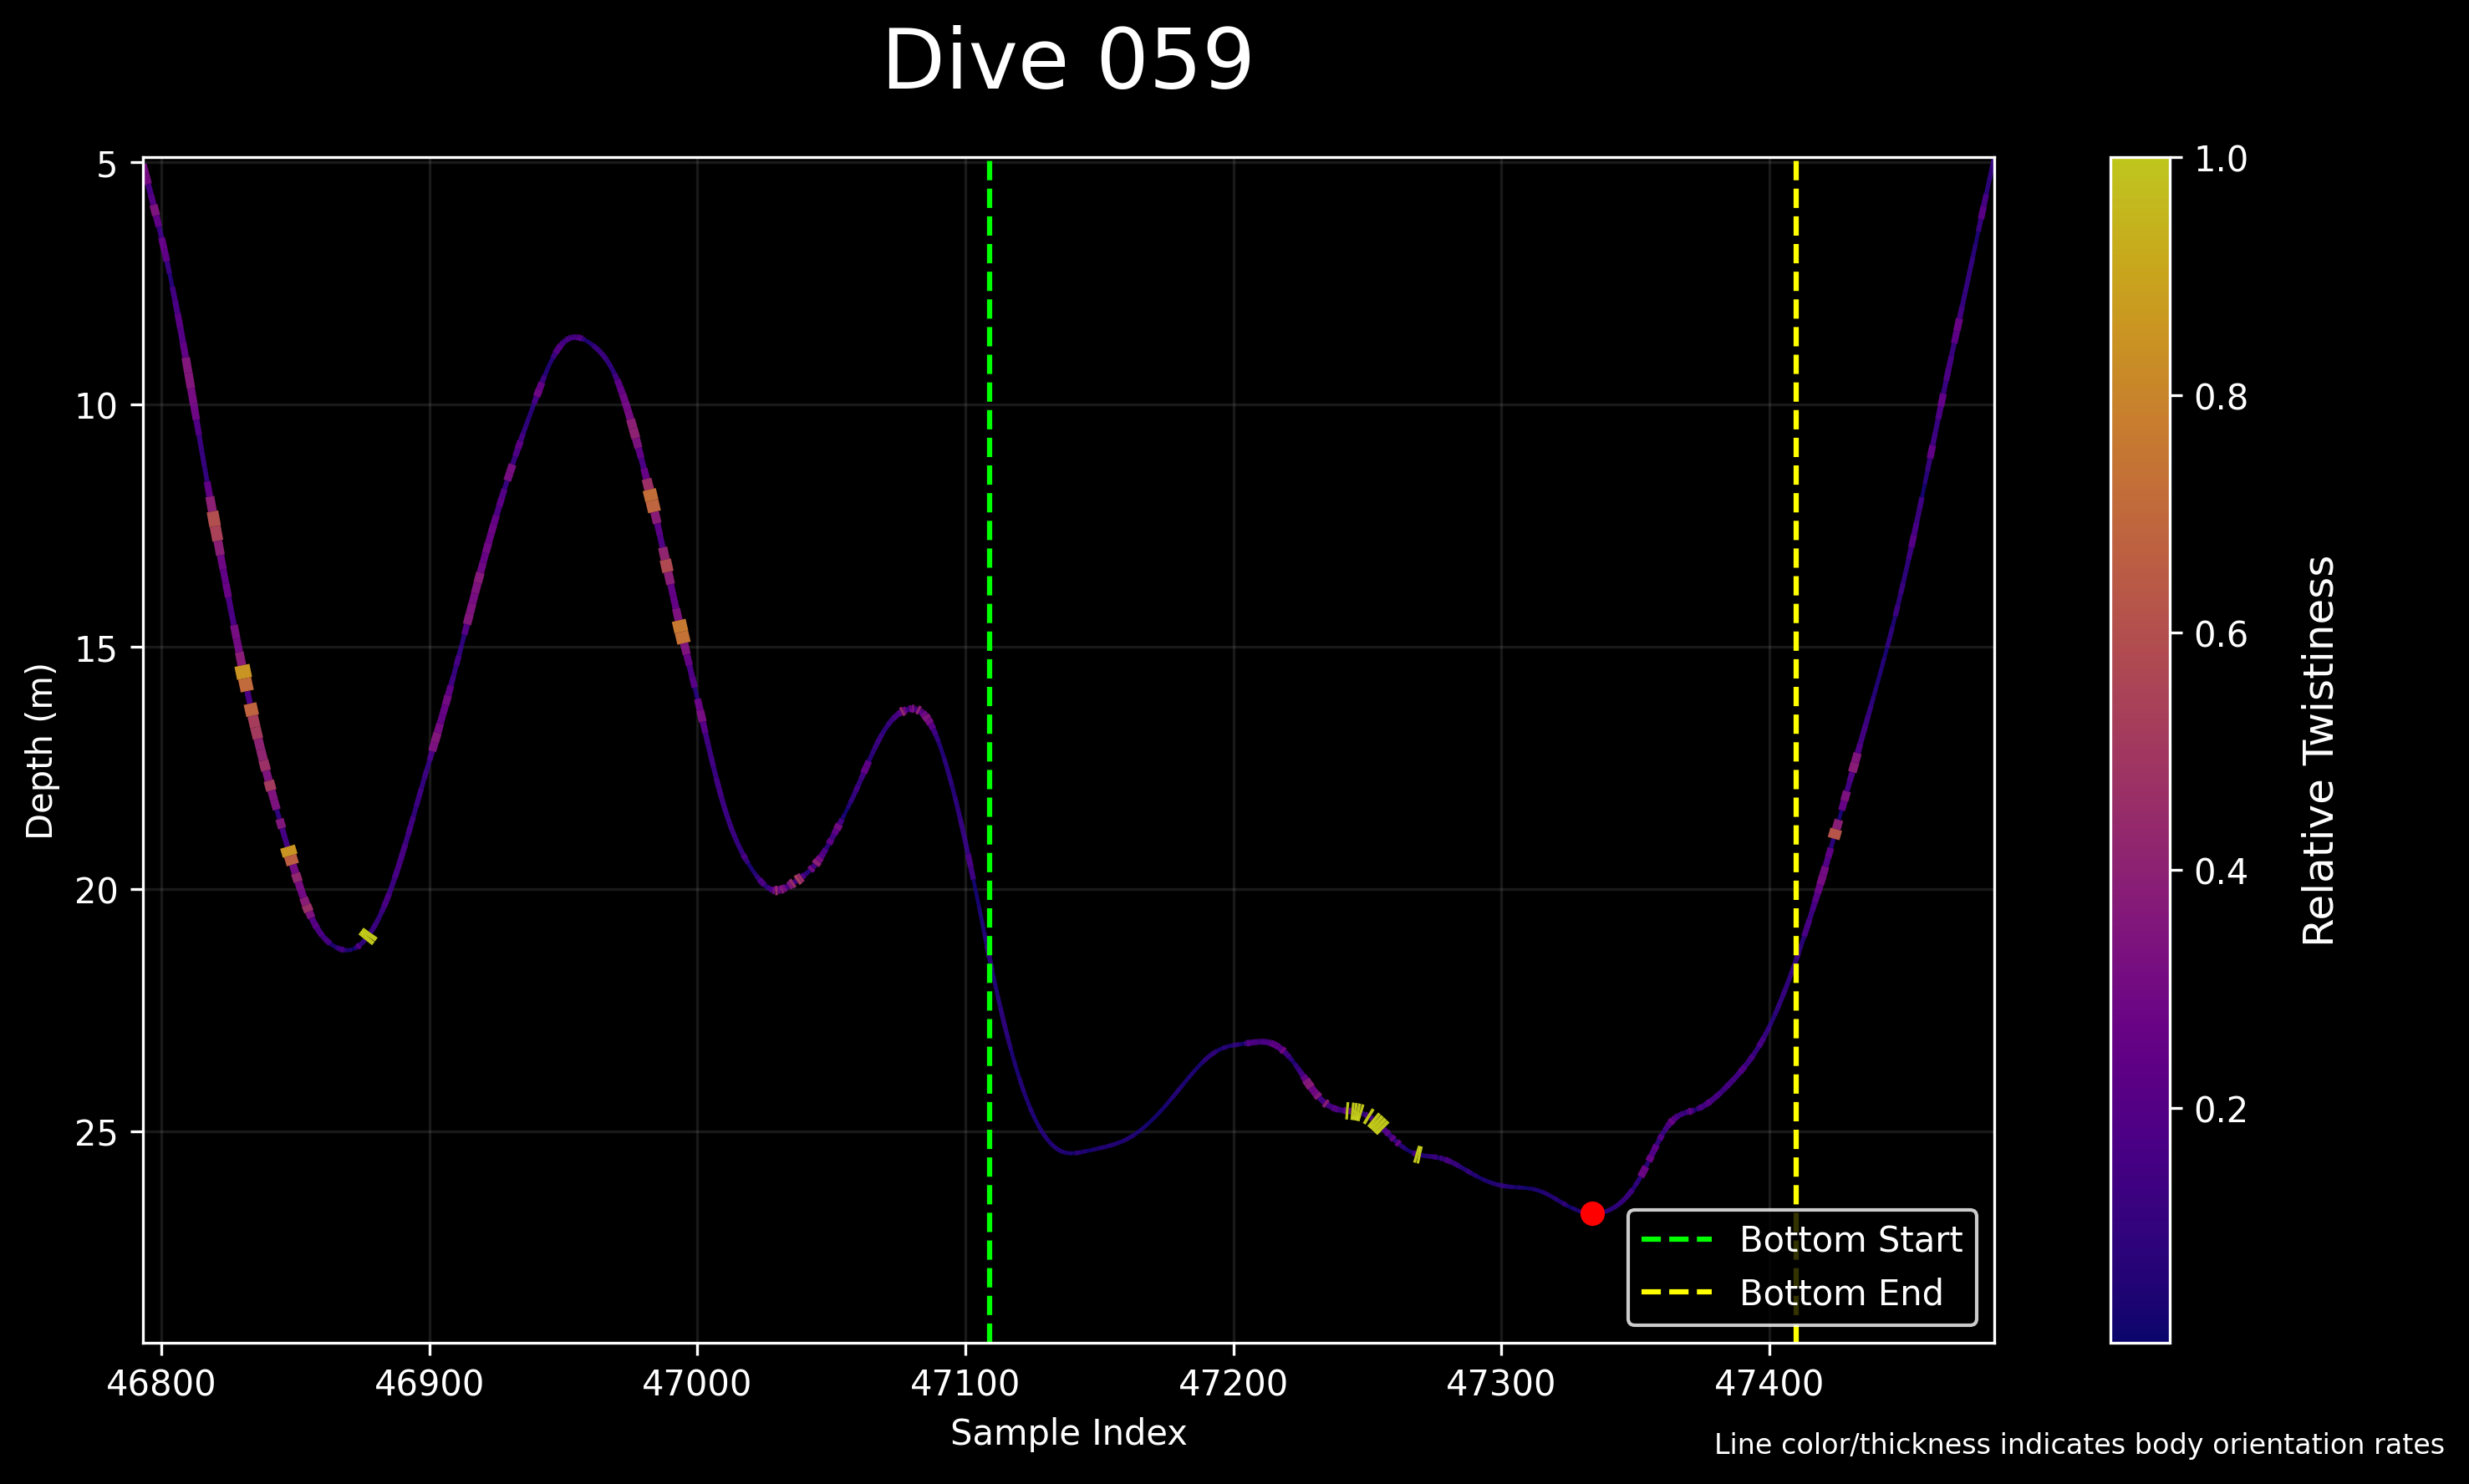 Dive 059
5
10
15
20
25
Depth (m)
46800
46900
47000
47100
47200
47300
47400
Sample Index
Bottom Start
Bottom End
1.0
0.8
0.6
0.4
0.2
Relative Twistiness
Line color/thickness indicates body orientation rates